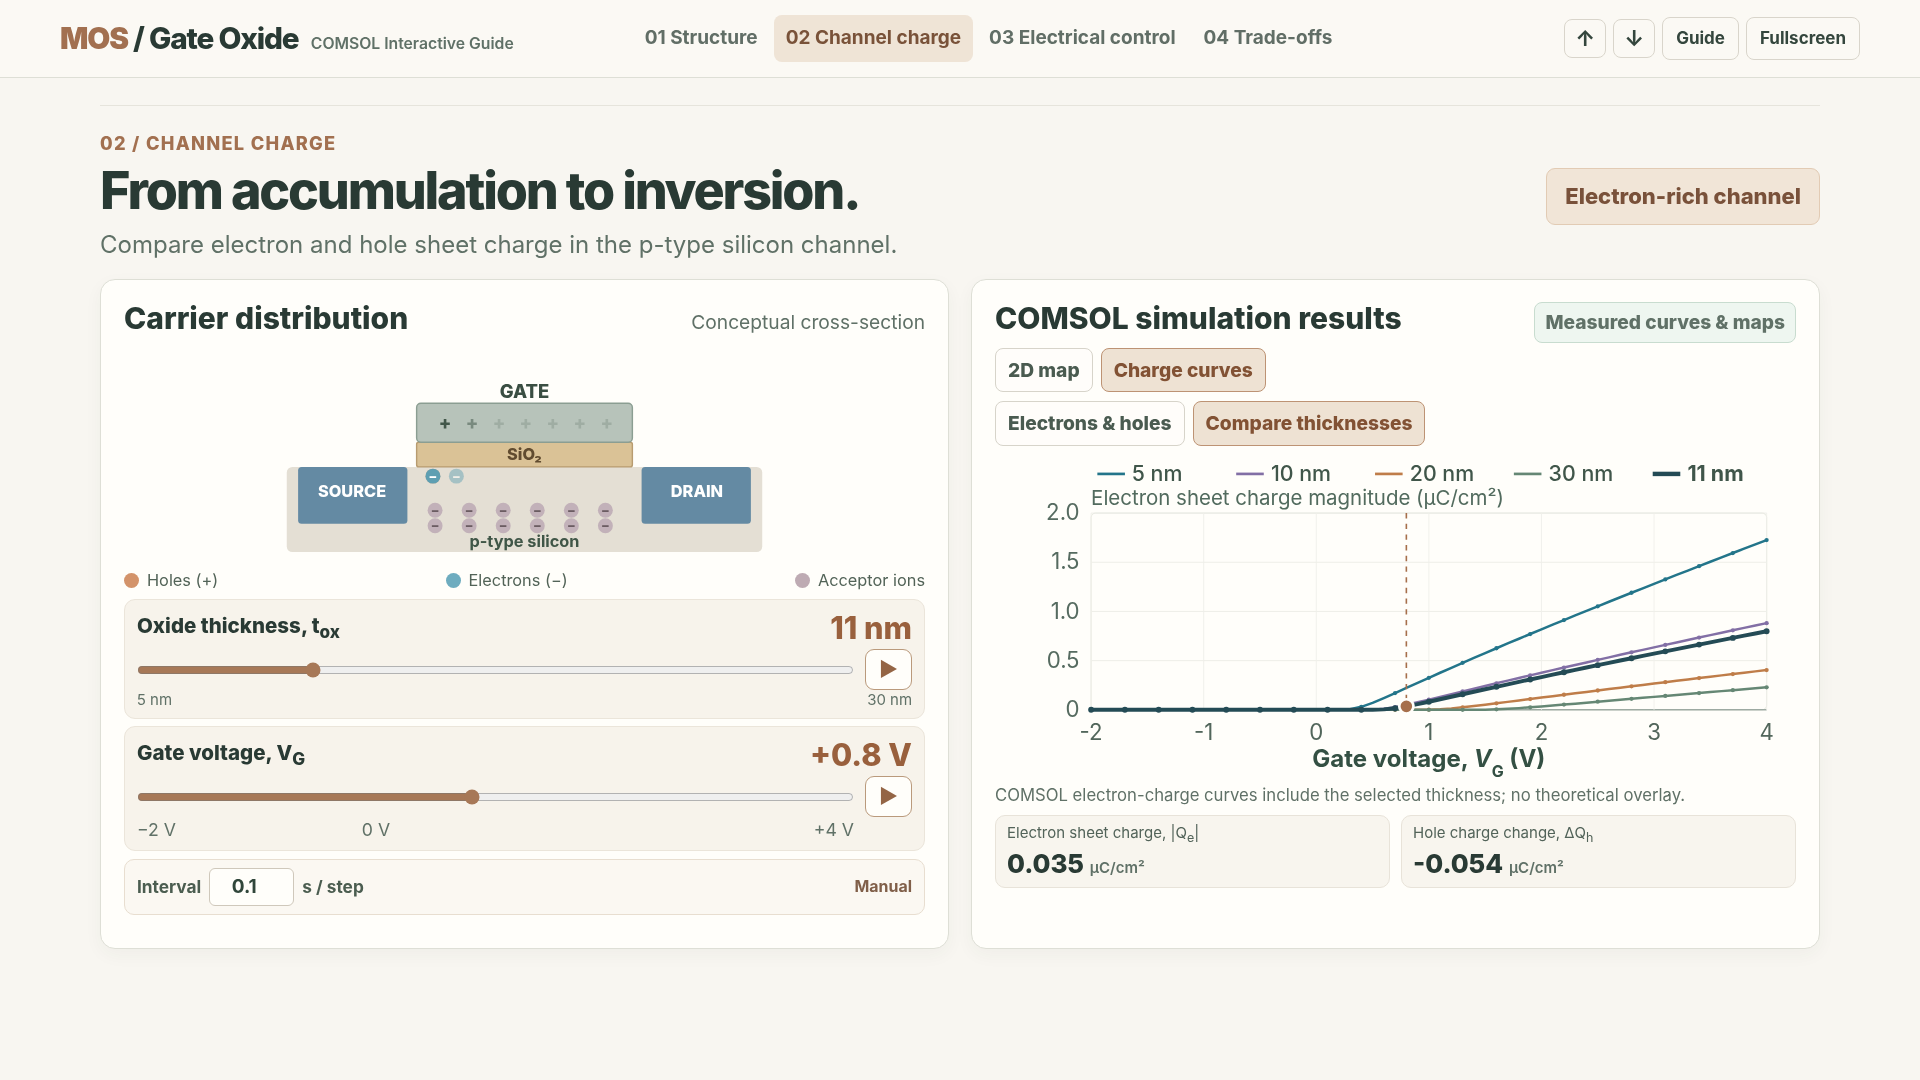 MOS / Gate Oxide COMSOL Interactive Guide
01 Structure 02 Channel charge 03 Electrical control 04 Trade-offs
↑ ↓ Guide Fullscreen
02 / CHANNEL CHARGE
From accumulation to inversion.
Compare electron and hole sheet charge in the p-type silicon channel.
Electron-rich channel
Carrier distribution
Conceptual cross-section
GATE
+ + + + + + +
SiO₂
SOURCE
DRAIN
p-type silicon
Holes (+) Electrons (−) Acceptor ions
Oxide thickness, tox 11 nm
5 nm 30 nm
Gate voltage, VG +0.8 V
−2 V 0 V +4 V
Interval 0.1 s / step Manual
COMSOL simulation results
Measured curves & maps
2D map Charge curves
Electrons & holes Compare thicknesses
5 nm 10 nm 20 nm 30 nm 11 nm
Electron sheet charge magnitude (µC/cm²)
2.0
1.5
1.0
0.5
0
-2 -1 0 1 2 3 4
Gate voltage, VG (V)
COMSOL electron-charge curves include the selected thickness; no theoretical overlay.
Electron sheet charge, |Qe|
0.035 µC/cm²
Hole charge change, ΔQh
-0.054 µC/cm²